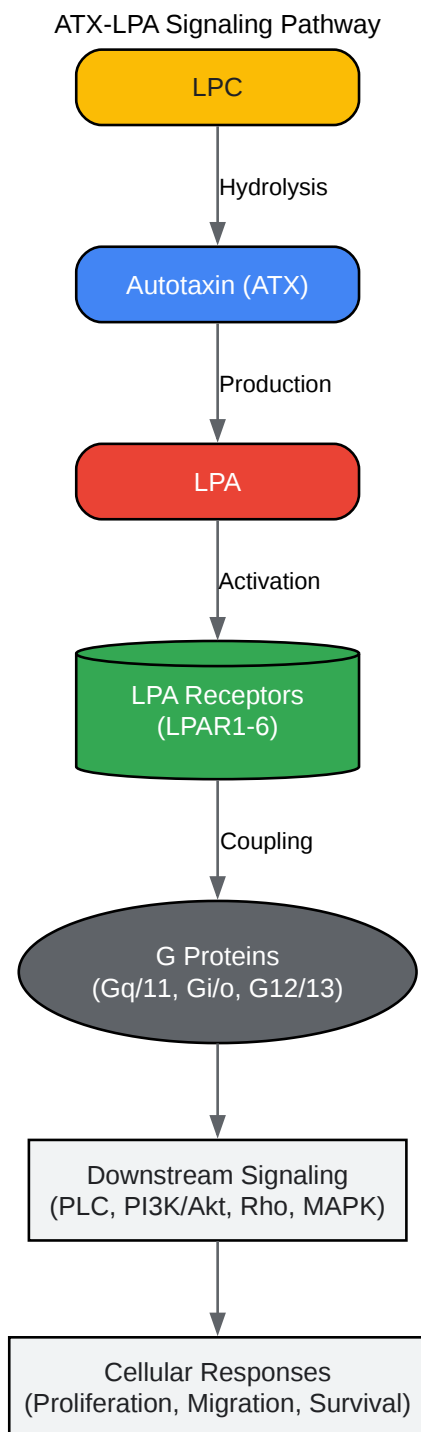 ATX-LPA Signaling Pathway
LPC
Hydrolysis
Autotaxin (ATX)
Production
LPA
Activation
LPA Receptors
(LPAR1-6)
Coupling
G Proteins
(Gq/11, Gi/o, G12/13)
Downstream Signaling
(PLC, PI3K/Akt, Rho, MAPK)
Cellular Responses
(Proliferation, Migration, Survival)